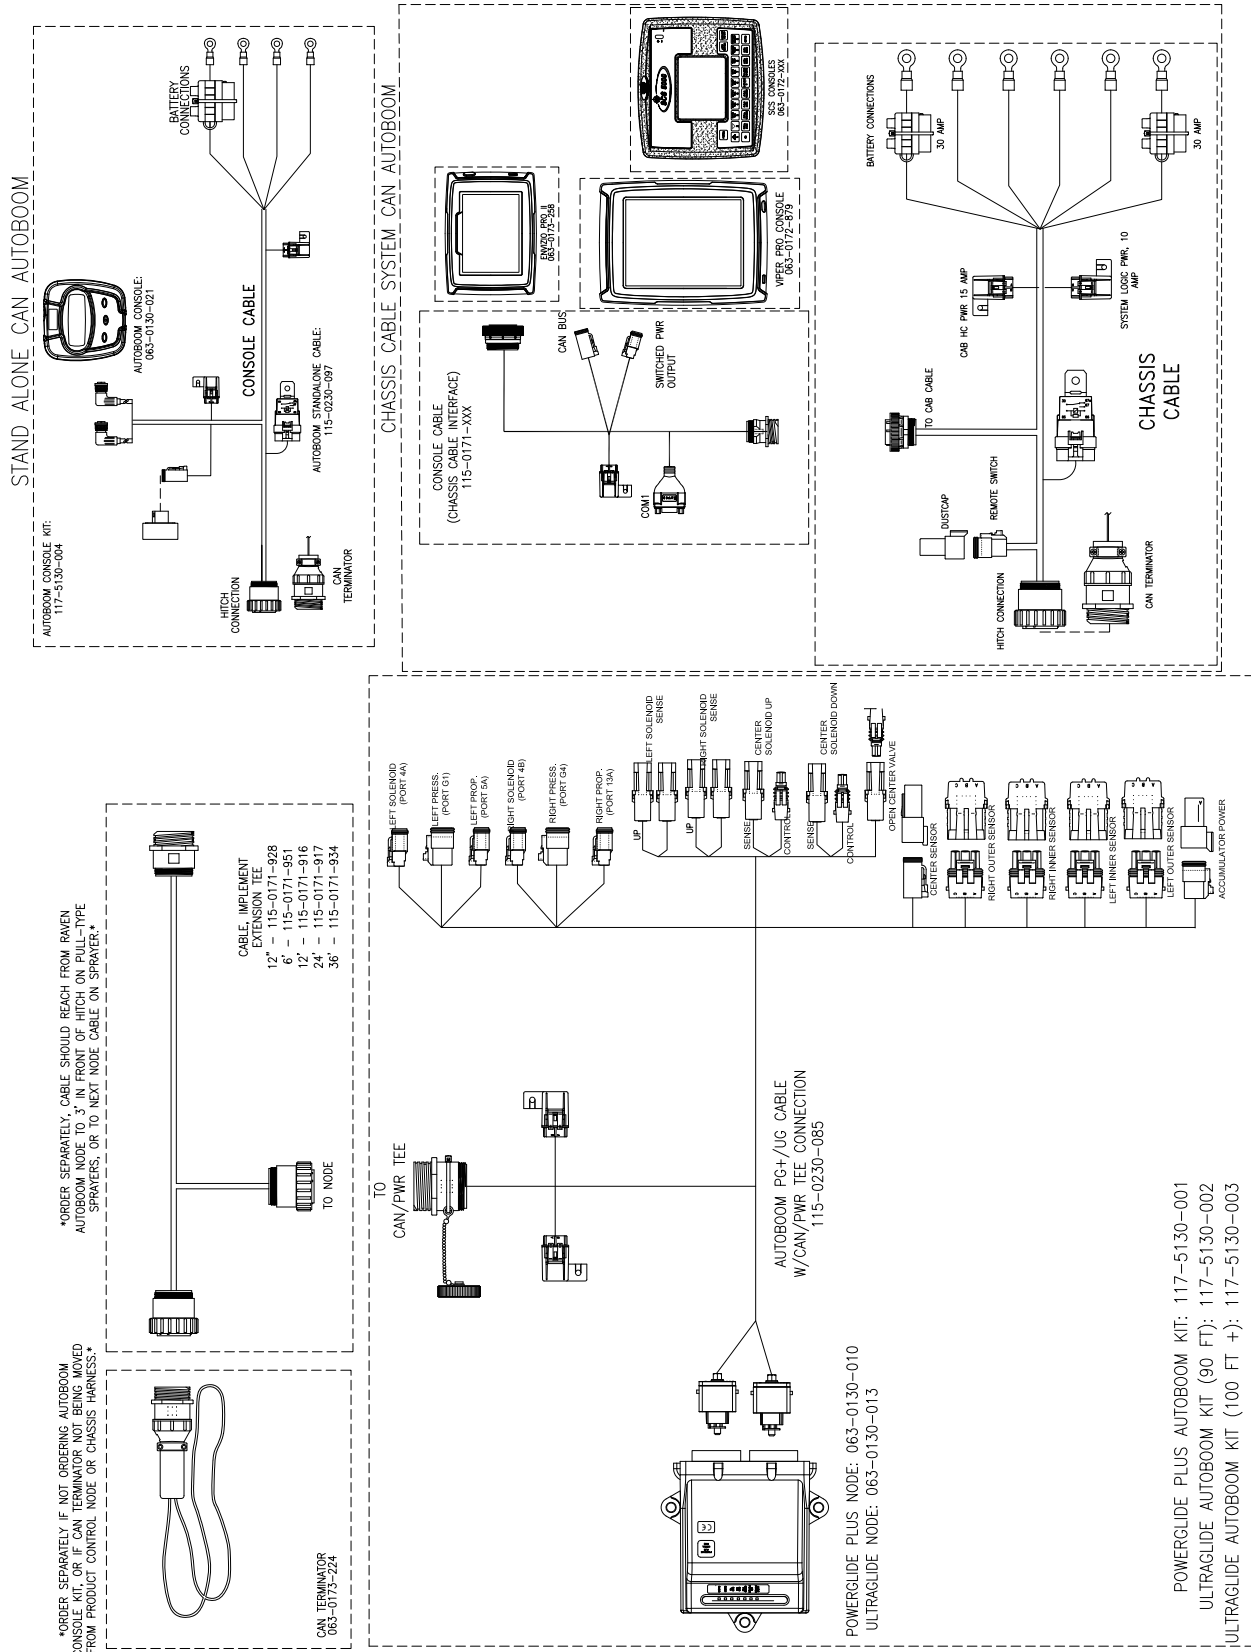 STAND ALONE CAN AUTOBOOM
AUTOBOOM CONSOLE KIT:
117-5130-004
AUTOBOOM CONSOLE:
063-0130-021
BATTERY
CONNECTIONS
CONSOLE CABLE
AUTOBOOM STANDALONE CABLE:
115-0230-097
HITCH
CONNECTION
CAN
TERMINATOR
CHASSIS CABLE SYSTEM CAN AUTOBOOM
CONSOLE CABLE
(CHASSIS CABLE INTERFACE)
115-0171-XXX
CAN BUS
SWITCHED PWR
OUTPUT
COM1
ENVIZIO PRO II
063-0173-258
VIPER PRO CONSOLE
063-0172-879
SCS CONSOLES
063-0172-XXX
BATTERY CONNECTIONS
30 AMP
30 AMP
CAB HC PWR 15 AMP
SYSTEM LOGIC PWR, 10
AMP
TO CAB CABLE
CHASSIS
CABLE
DUSTCAP
REMOTE SWITCH
HITCH CONNECTION
CAN TERMINATOR
*ORDER SEPARATELY, CABLE SHOULD REACH FROM RAVEN
AUTOBOOM NODE TO 3' IN FRONT OF HITCH ON PULL-TYPE
SPRAYERS, OR TO NEXT NODE CABLE ON SPRAYER.*
CABLE, IMPLEMENT
EXTENSION TEE
12" - 115-0171-928
6' - 115-0171-951
12' - 115-0171-916
24' - 115-0171-917
36' - 115-0171-934
TO NODE
*ORDER SEPARATELY IF NOT ORDERING AUTOBOOM
CONSOLE KIT, OR IF CAN TERMINATOR NOT BEING MOVED
FROM PRODUCT CONTROL NODE OR CHASSIS HARNESS.*
CAN TERMINATOR
063-0173-224
TO
CAN/PWR TEE
AUTOBOOM PG+/UG CABLE
W/CAN/PWR TEE CONNECTION
115-0230-085
LEFT SOLENOID
(PORT 4A)
LEFT PRESS.
(PORT G1)
LEFT PROP.
(PORT 5A)
RIGHT SOLENOID
(PORT 4B)
RIGHT PRESS.
(PORT G4)
RIGHT PROP.
(PORT 13A)
LEFT SOLENOID
SENSE
UP
RIGHT SOLENOID
SENSE
UP
CENTER
SOLENOID UP
SENSE
CONTROL
CENTER
SOLENOID DOWN
SENSE
CONTROL
OPEN CENTER VALVE
CENTER SENSOR
RIGHT OUTER SENSOR
RIGHT INNER SENSOR
LEFT INNER SENSOR
LEFT OUTER SENSOR
ACCUMULATOR POWER
POWERGLIDE PLUS NODE: 063-0130-010
ULTRAGLIDE NODE: 063-0130-013
POWERGLIDE PLUS AUTOBOOM KIT: 117-5130-001
ULTRAGLIDE AUTOBOOM KIT (90 FT): 117-5130-002
ULTRAGLIDE AUTOBOOM KIT (100 FT +): 117-5130-003